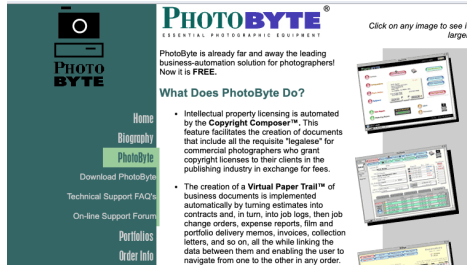 PHOTOBYTE®
ESSENTIAL PHOTOGRAPHIC EQUIPMENT
Click on any image to see i
large
PHOTO
BYTE
Home
Biography
PhotoByte
Download PhotoByte
Technical Support FAQ's
On-line Support Forum
Portfolios
Order Info
PhotoByte is already far and away the leading
business-automation solution for photographers!
Now it is FREE.
What Does PhotoByte Do?
• Intellectual property licensing is automated
by the Copyright Composer™. This
feature facilitates the creation of documents
that include all the requisite "legalese" for
commercial photographers who grant
copyright licenses to their clients in the
publishing industry in exchange for fees.
• The creation of a Virtual Paper Trail™ of
business documents is implemented
automatically by turning estimates into
contracts and, in turn, into job logs, then job
change orders, expense reports, film and
portfolio delivery memos, invoices, collection
letters, and so on, all the while linking the
data between them and enabling the user to
navigate from one to the other in any order.